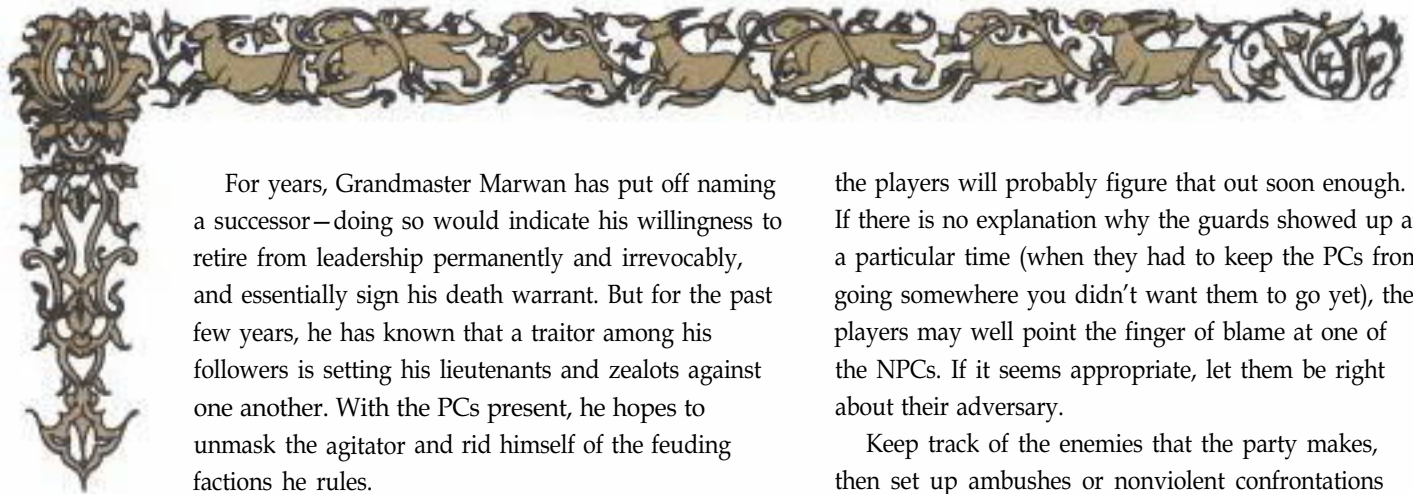 For years, Grandmaster Marwan has put off naming
a successor—doing so would indicate his willingness to
retire from leadership permanently and irrevocably,
and essentially sign his death warrant. But for the past
few years, he has known that a traitor among his
followers is setting his lieutenants and zealots against
one another. With the PCs present, he hopes to
unmask the agitator and rid himself of the feuding
factions he rules.
the players will probably figure that out soon enough.
If there is no explanation why the guards showed up a
a particular time (when they had to keep the PCs from
going somewhere you didn't want them to go yet), the
players may well point the finger of blame at one of
the NPCs. If it seems appropriate, let them be right
about their adversary.
Keep track of the enemies that the party makes,
then set up ambushes or nonviolent confrontations